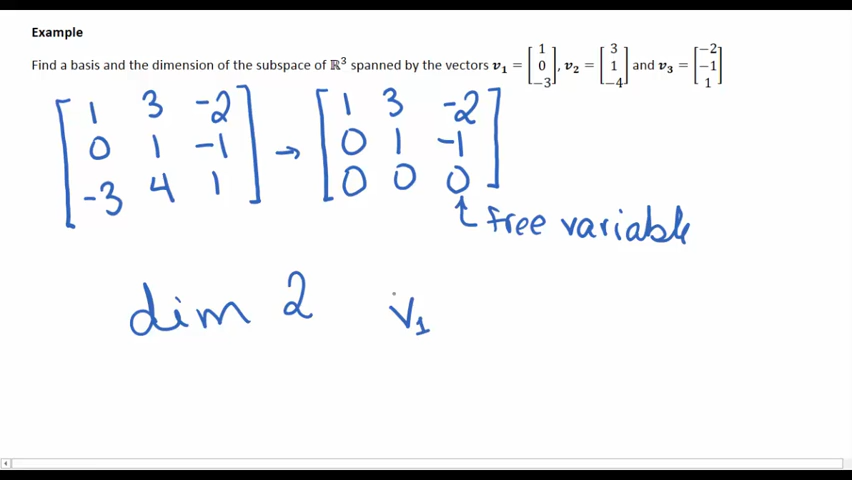 Example
Find a basis and the dimension of the subspace of ℝ³ spanned by the vectors v₁ = [1 0 −3], v₂ = [3 1 −4] and v₃ = [−2 −1 1]
[1 3 -2 → [1 3 -2
0 1 -1 0 1 -1
-3 4 1] 0 0 0]
free variable
dim 2 v₁